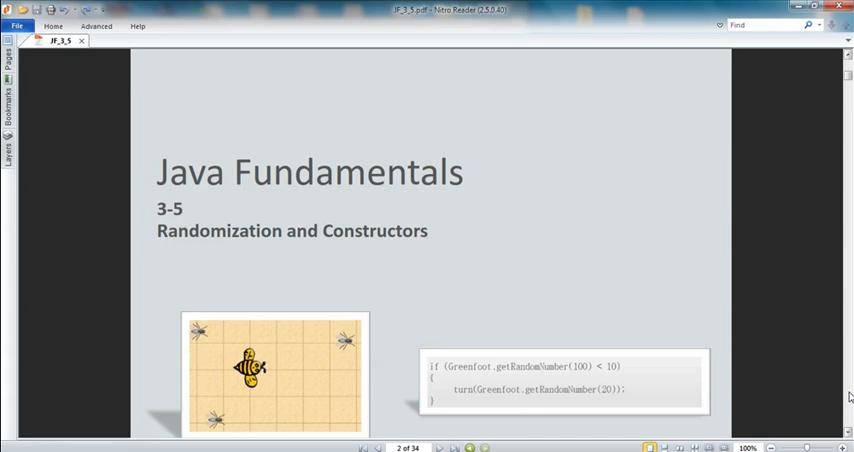 JF_3_5.pdf - Nitro Reader (2.5.0.40)
File Home Advanced Help
Find
JF_3_5
Pages
Bookmarks
Layers
Java Fundamentals
3-5
Randomization and Constructors
if (Greenfoot.getRandomNumber(100) < 10)
{
turn(Greenfoot.getRandomNumber(20));
}
2 of 34
100%